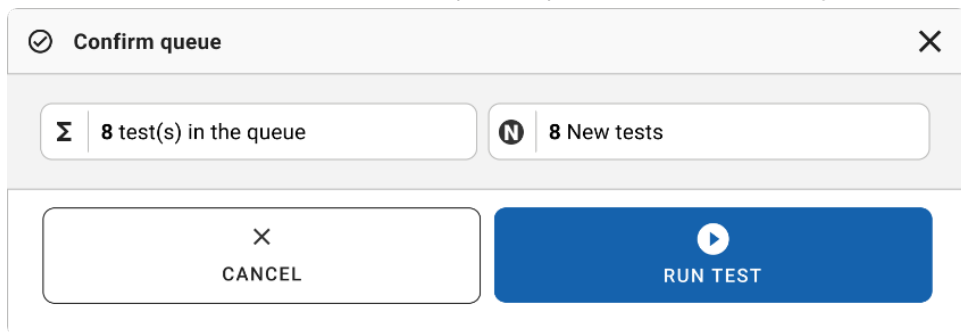 Confirm queue
Σ 8 test(s) in the queue
N 8 New tests
CANCEL
RUN TEST